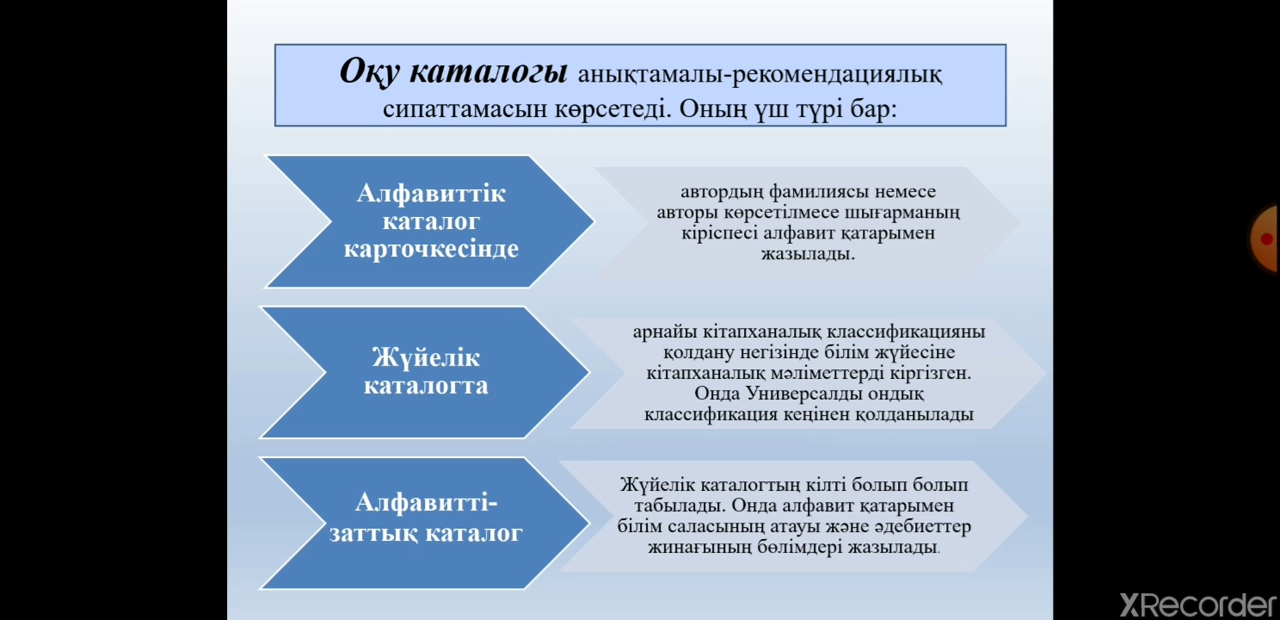 Оқу каталогы анықтамалы-рекомендациялық
сипаттамасын көрсетеді. Оның үш түрі бар:
Алфавиттік
каталог
карточкесінде
автордың фамилиясы немесе
авторы көрсетілмесе шығарманың
кіріспесі алфавит қатарымен
жазылады.
Жүйелік
каталогта
арнайы кітапханалық классификацияны
қолдану негізінде білім жүйесіне
кітапханалық мәліметтерді кіргізген.
Онда Универсалды ондық
классификация кеңінен қолданылады
Алфавитті-
заттық каталог
Жүйелік каталогтың кілті болып болып
табылады. Онда алфавит қатарымен
білім саласының атауы және әдебиеттер
жинағының бөлімдері жазылады.
XRecorder